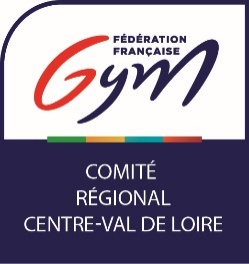 FÉDÉRATION
FRANÇAISE
Gym
COMITÉ
RÉGIONAL
CENTRE-VAL DE LOIRE